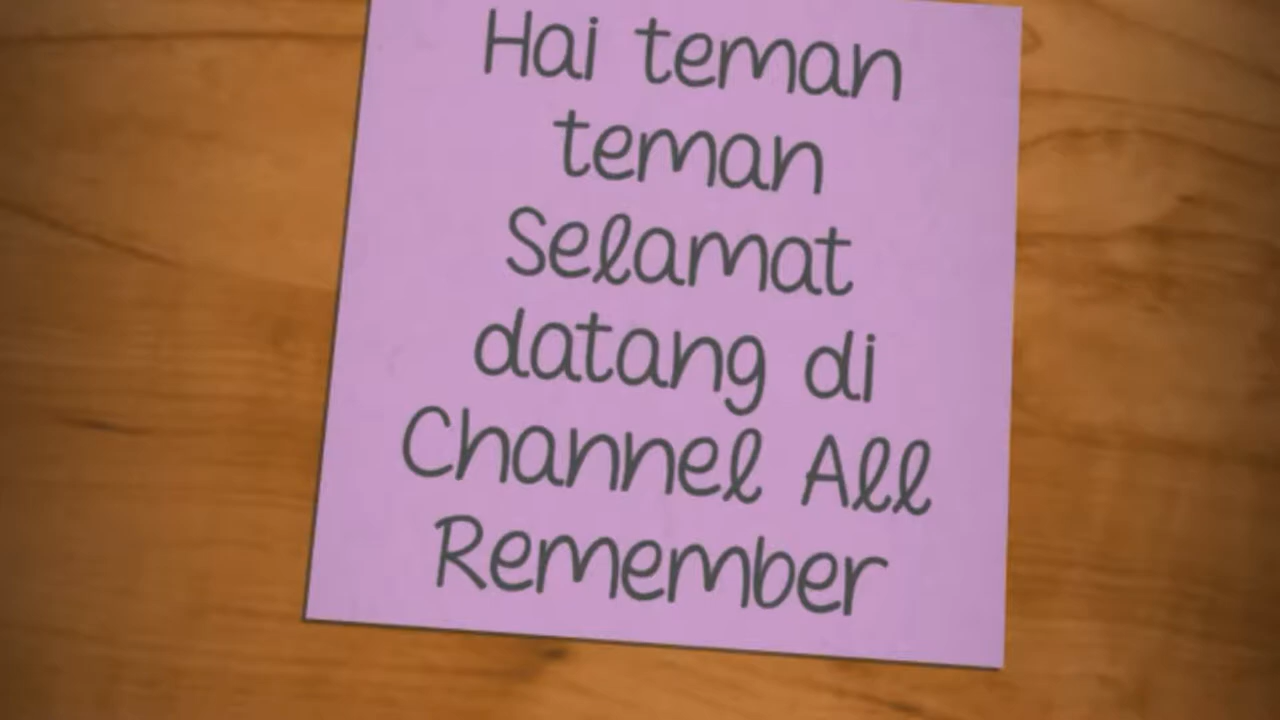 Hai teman
teman
Selamat
datang di
Channel All
Remember